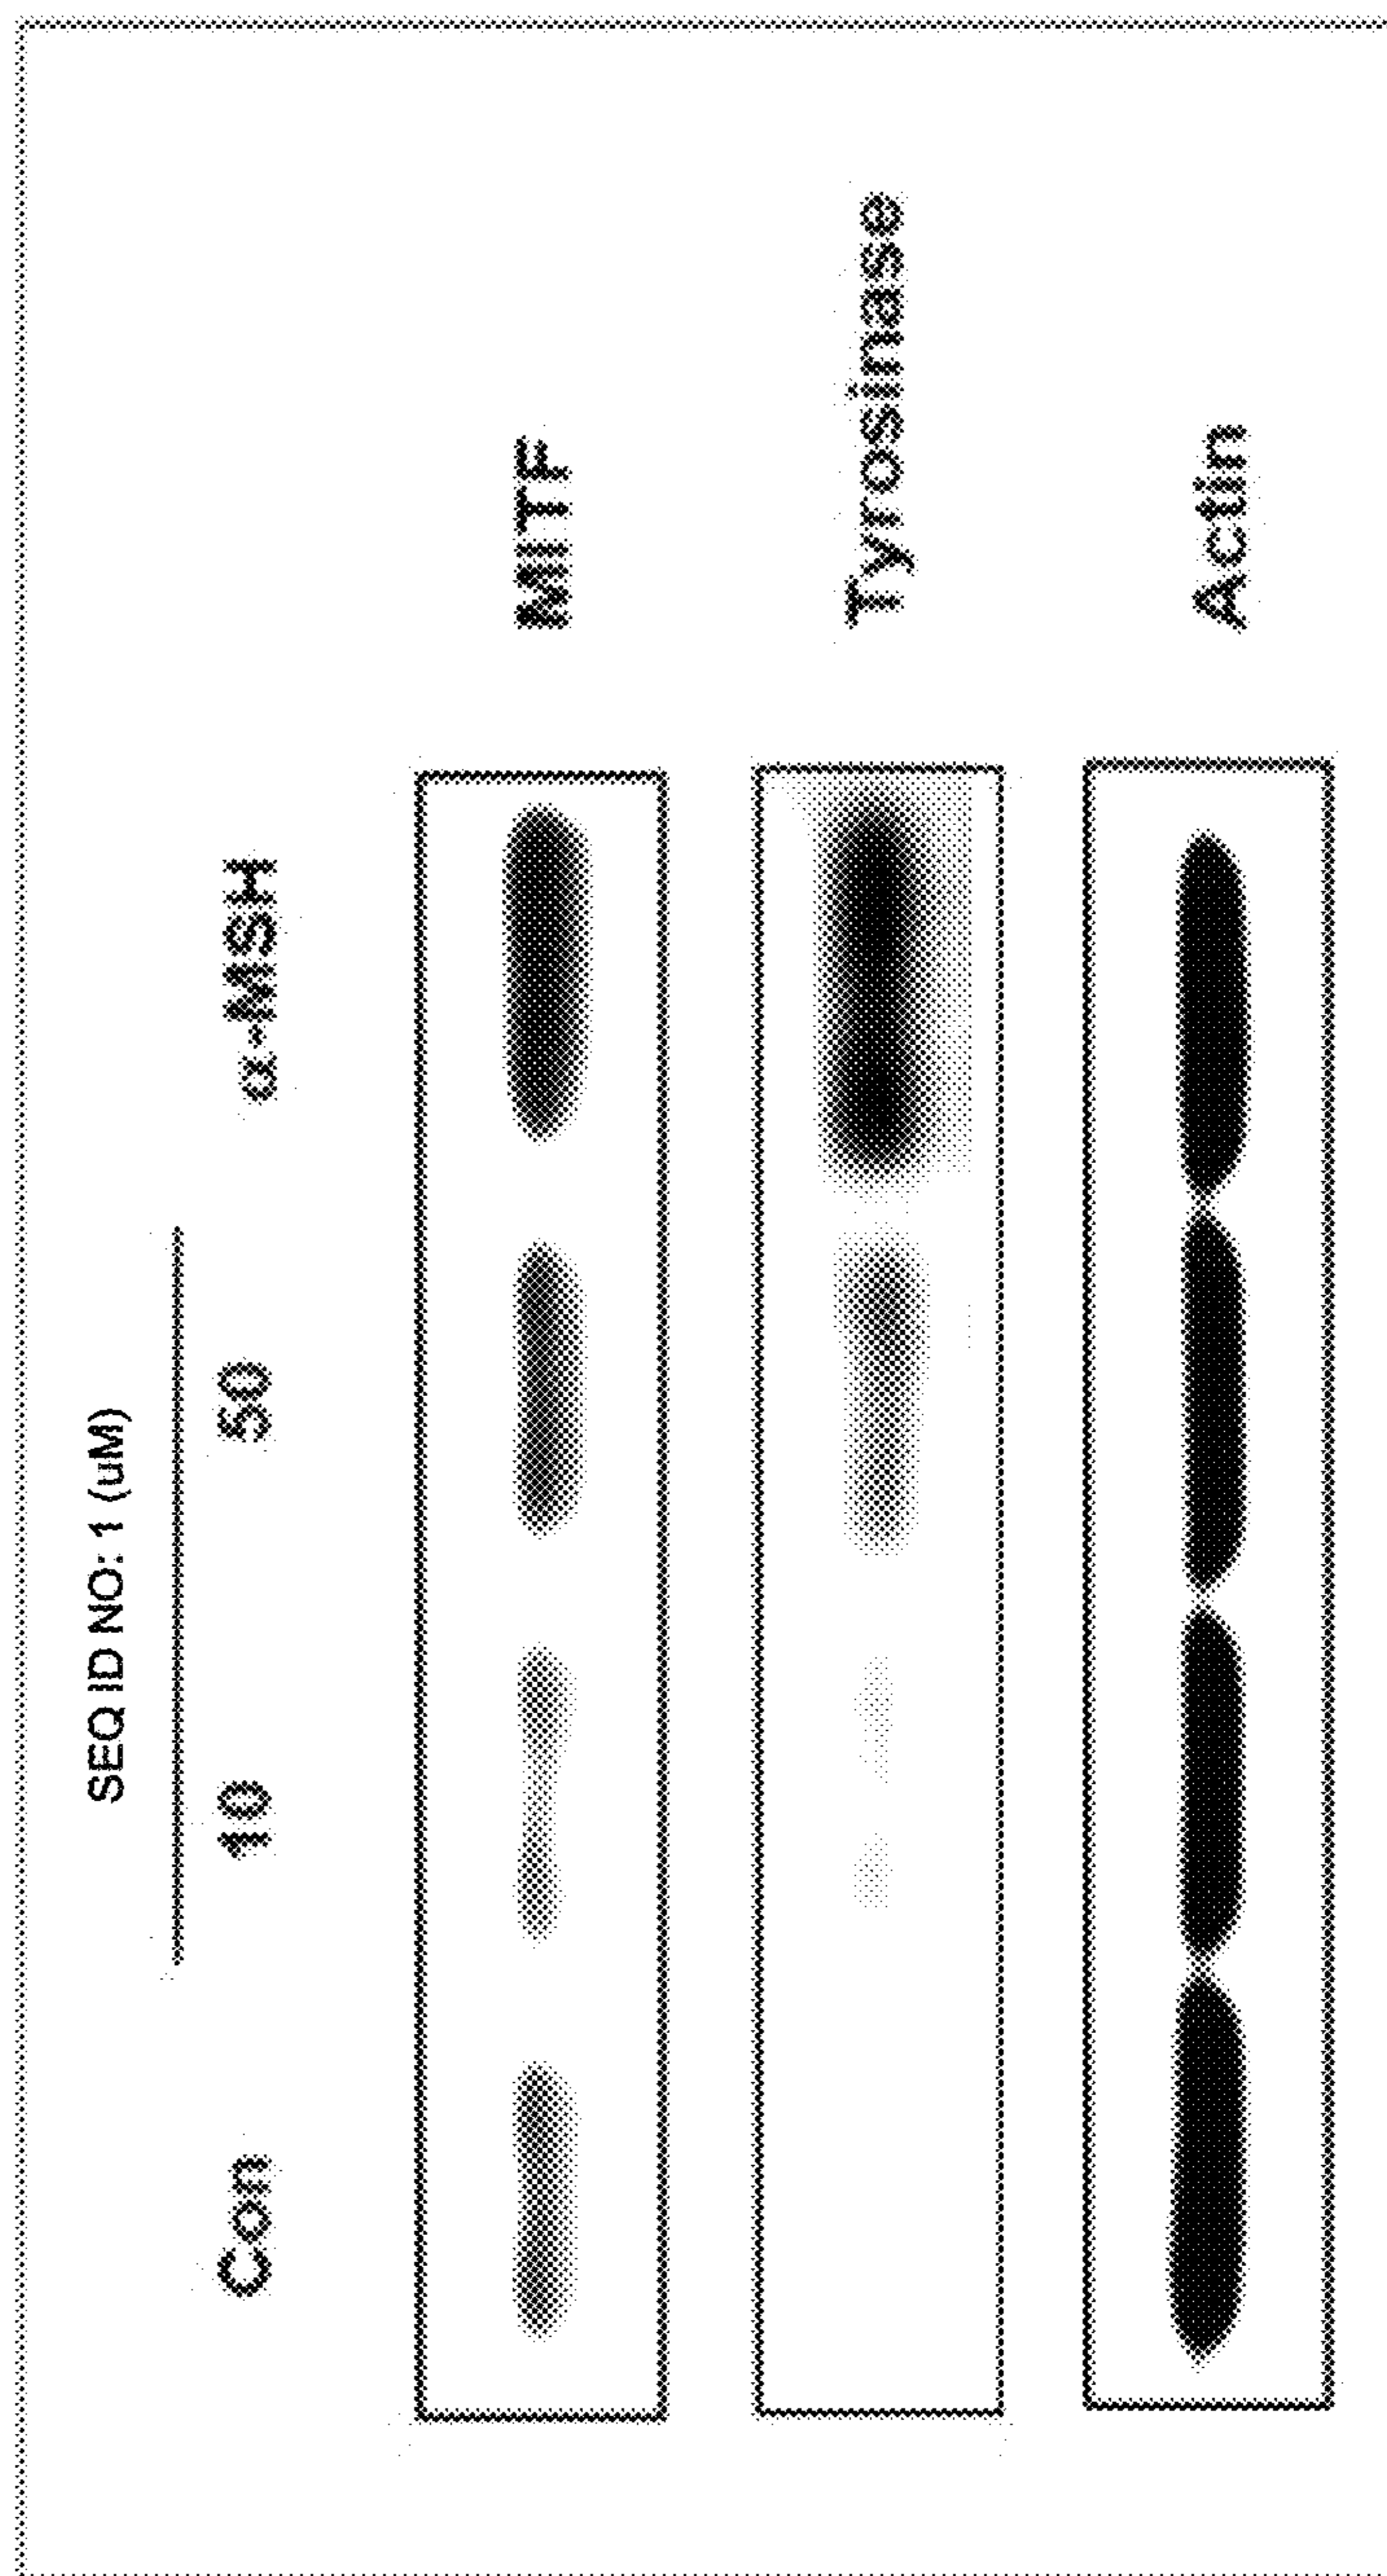 SEQ ID NO: 1 (uM)
Con 10 50 α-MSH
MITF
Tyrosinase
Actin